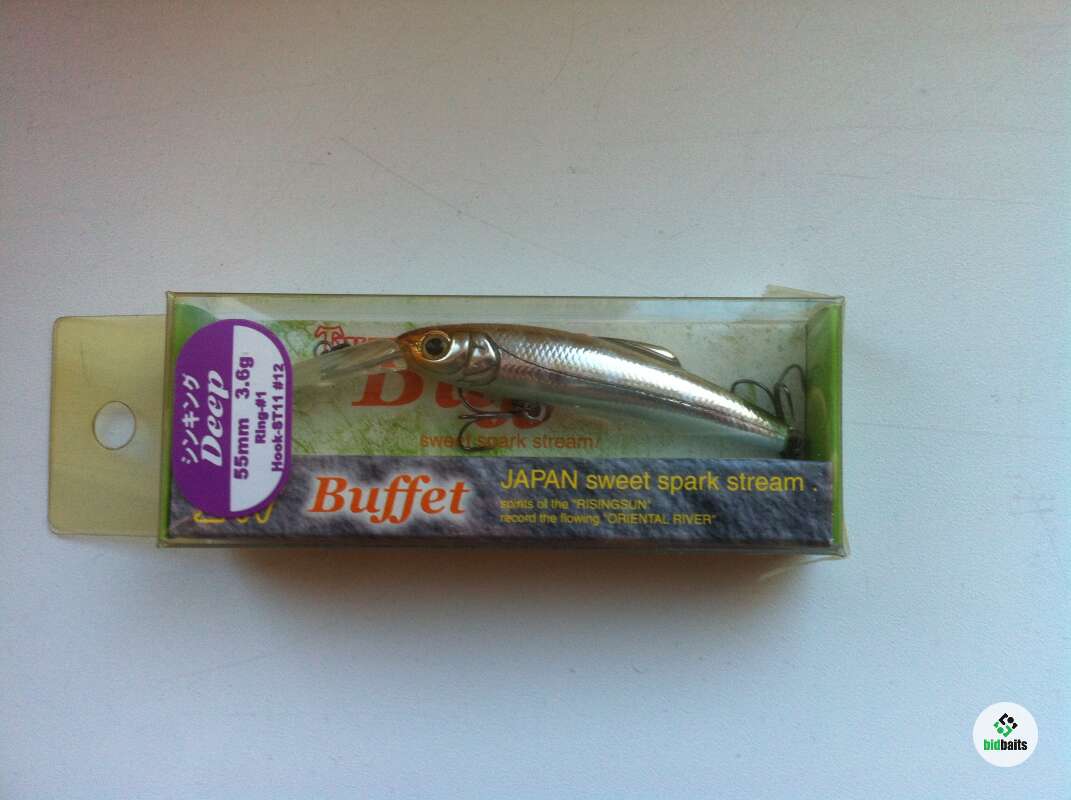 シンキング
Deep
55mm 3.6g
Ring-#1
Hook-ST11 #12
sweet spark stream
Buffet
JAPAN sweet spark stream .
spirits of the "RISINGSUN"
record the flowing "ORIENTAL RIVER"
bidbaits